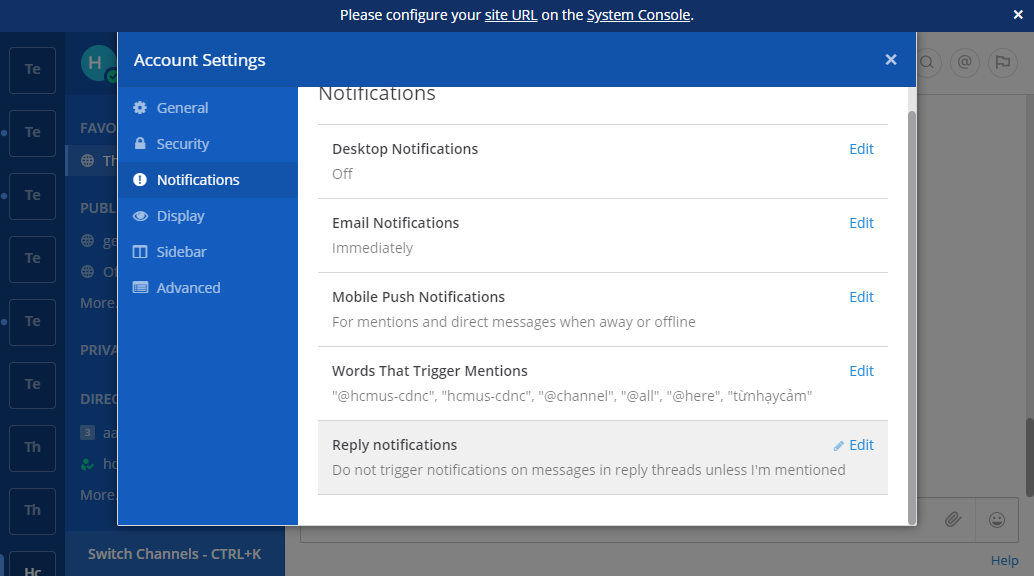 Please configure your site URL on the System Console.
Te
Te
Te
Te
Te
Te
Th
Th
Hc
H
FAVO
Th
PUBL
ge
Of
More.
PRIVA
DIREC
3 aa
hc
More.
Switch Channels - CTRL+K
Account Settings
General
Security
Notifications
Display
Sidebar
Advanced
Notifications
Desktop Notifications Edit
Off
Email Notifications Edit
Immediately
Mobile Push Notifications Edit
For mentions and direct messages when away or offline
Words That Trigger Mentions Edit
"@hcmus-cdnc", "hcmus-cdnc", "@channel", "@all", "@here", "từnhạycảm"
Reply notifications Edit
Do not trigger notifications on messages in reply threads unless I'm mentioned
@
Help